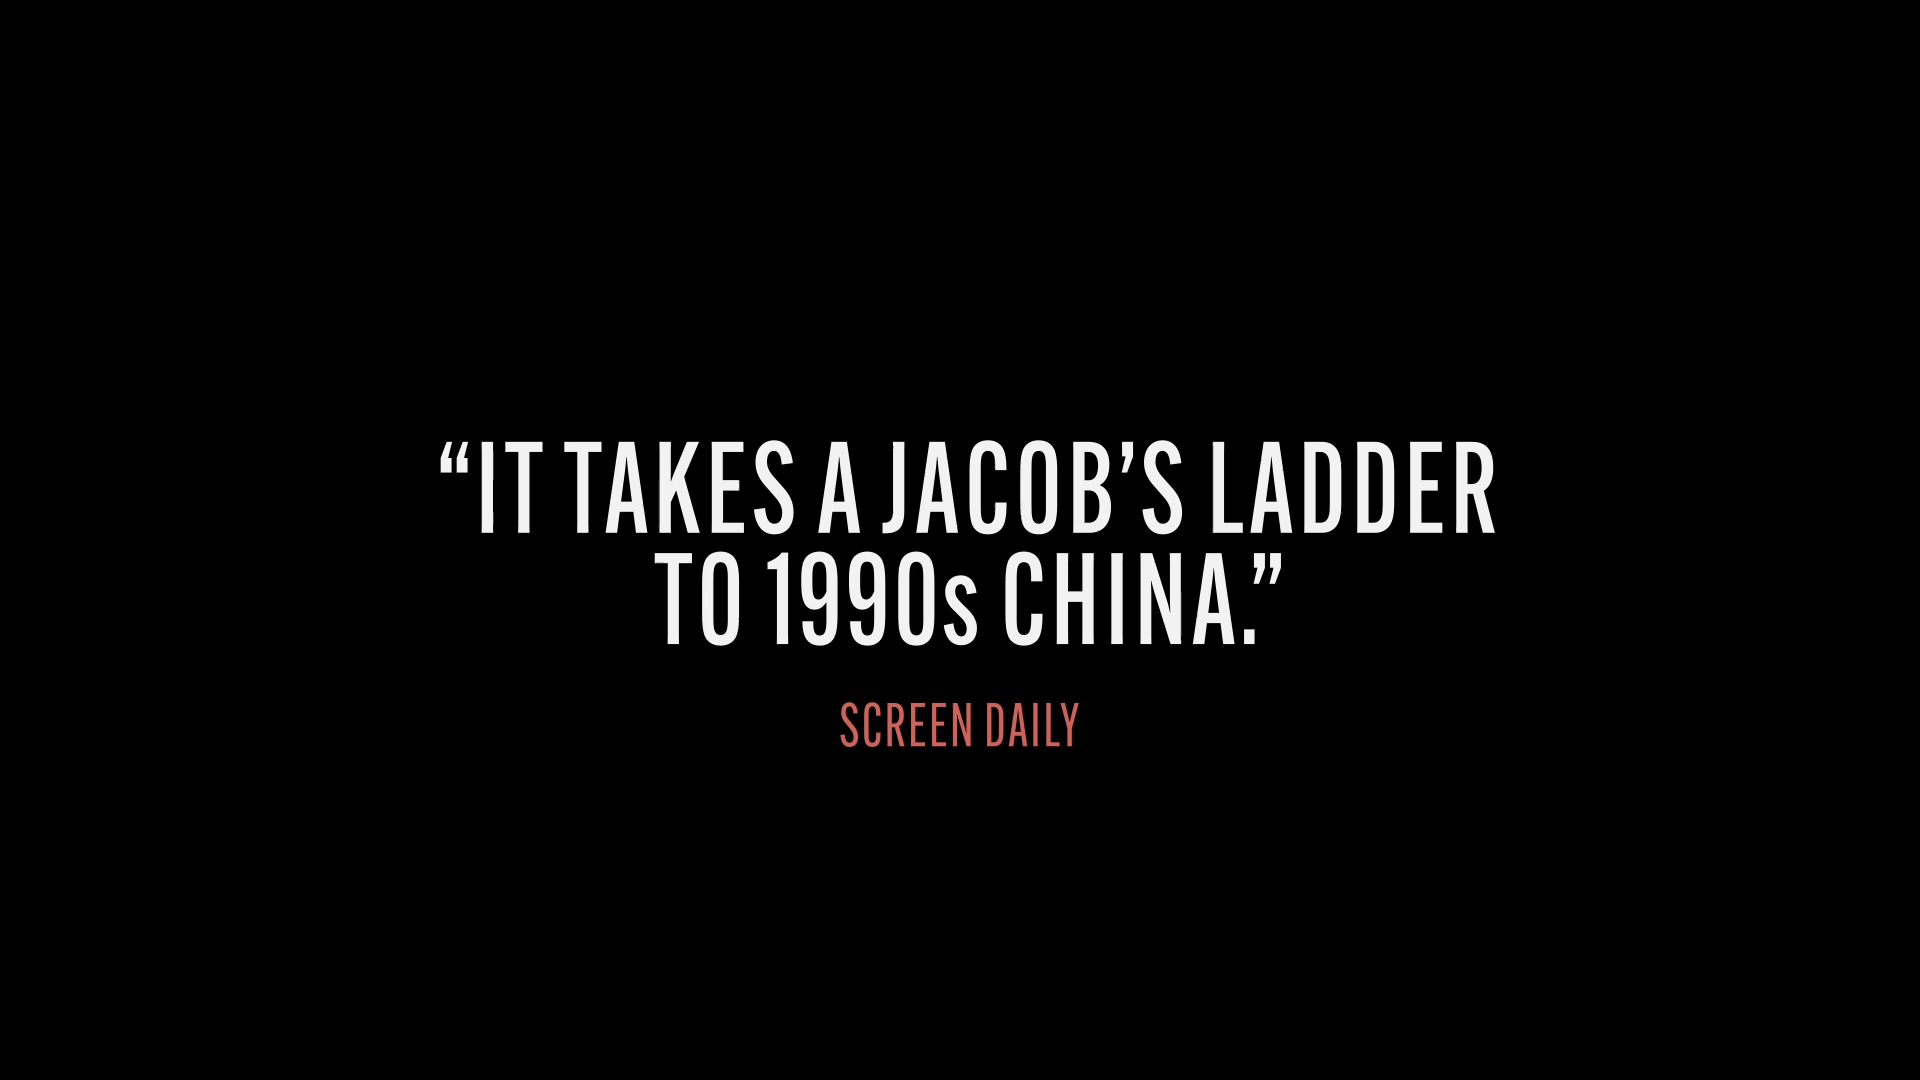 “IT TAKES A JACOB’S LADDER
TO 1990s CHINA.”
SCREEN DAILY